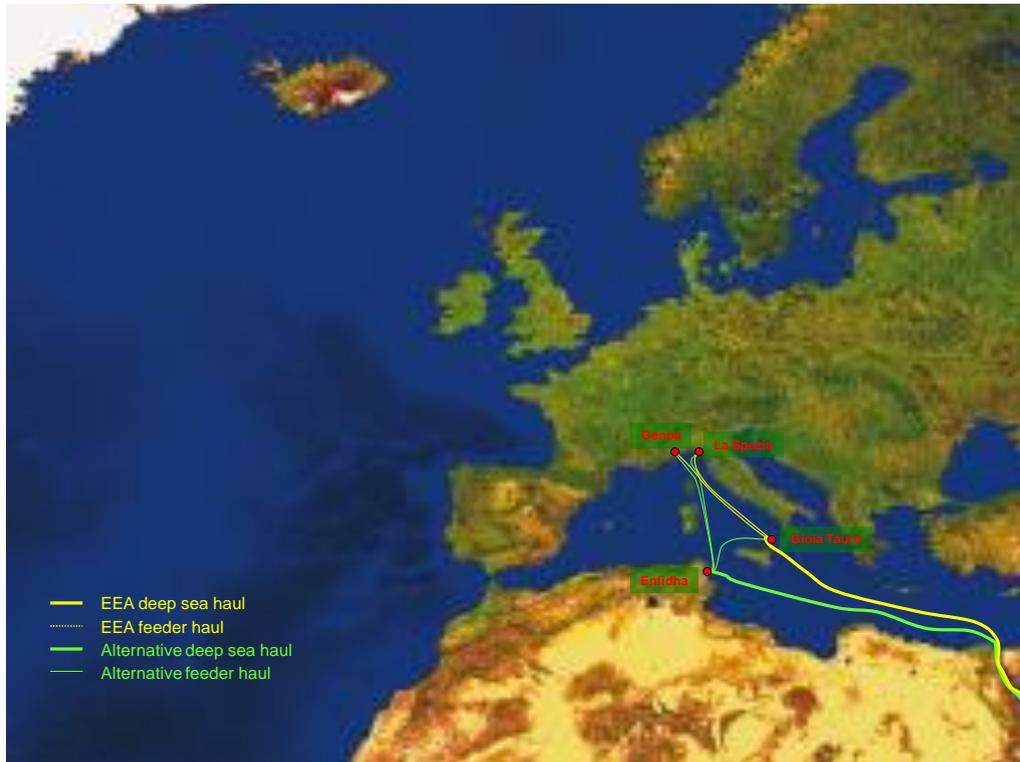 Genoa
La Spezia
Gioia Tauro
Enfidha
EEA deep sea haul
EEA feeder haul
Alternative deep sea haul
Alternative feeder haul